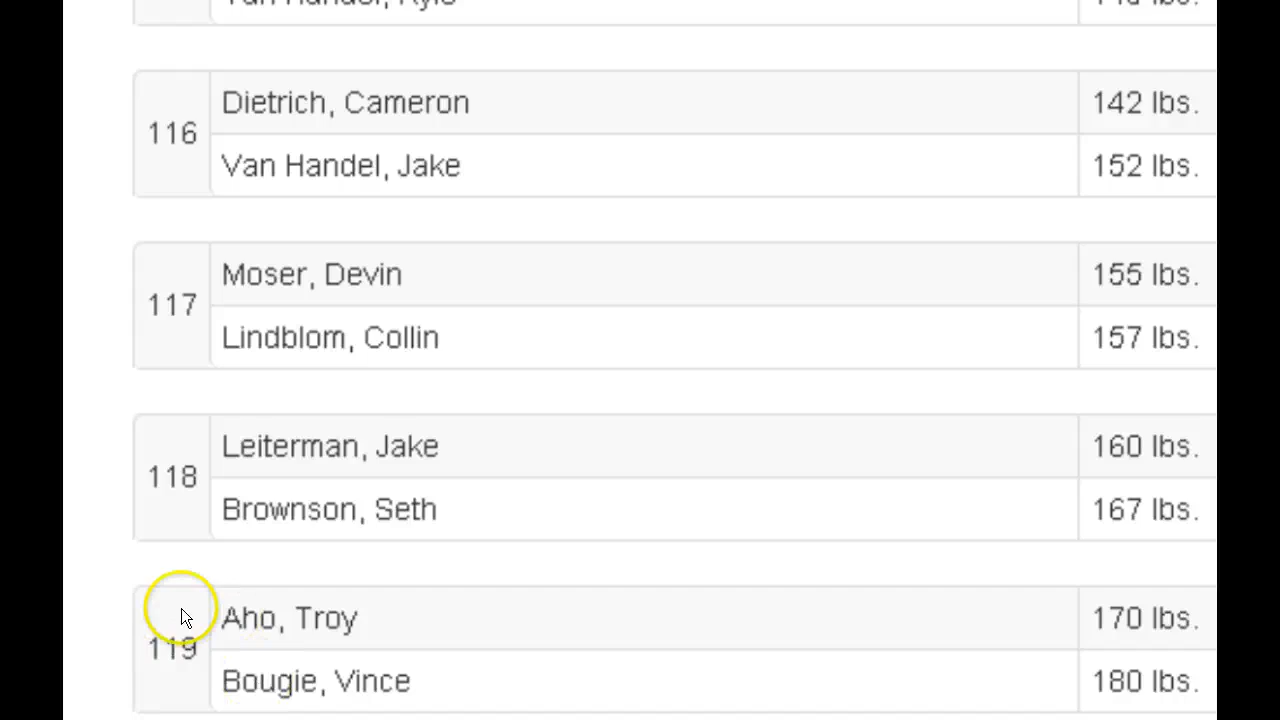 116
Dietrich, Cameron 142 lbs.
Van Handel, Jake 152 lbs.
117
Moser, Devin 155 lbs.
Lindblom, Collin 157 lbs.
118
Leiterman, Jake 160 lbs.
Brownson, Seth 167 lbs.
119
Aho, Troy 170 lbs.
Bougie, Vince 180 lbs.